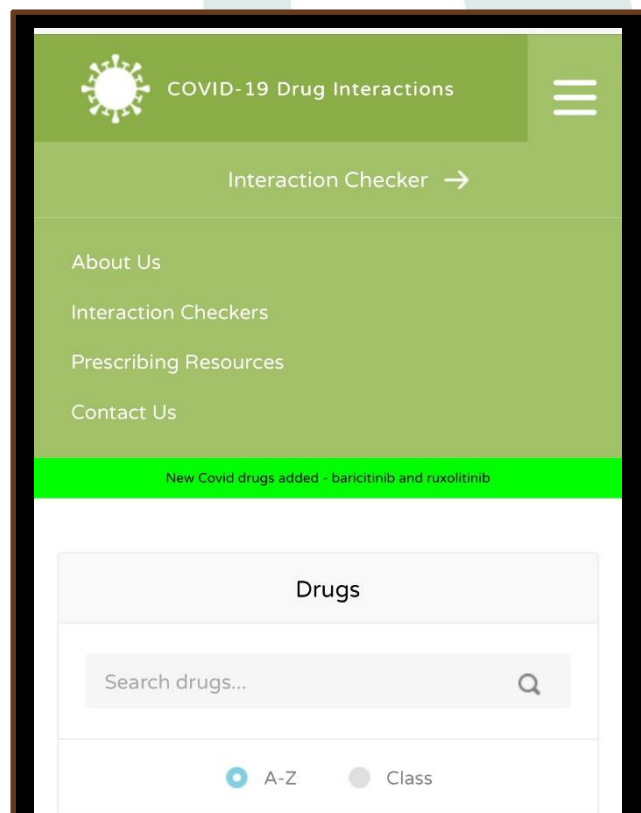 COVID-19 Drug Interactions
Interaction Checker →
About Us
Interaction Checkers
Prescribing Resources
Contact Us
New Covid drugs added - baricitinib and ruxolitinib
Drugs
Search drugs...
A-Z Class